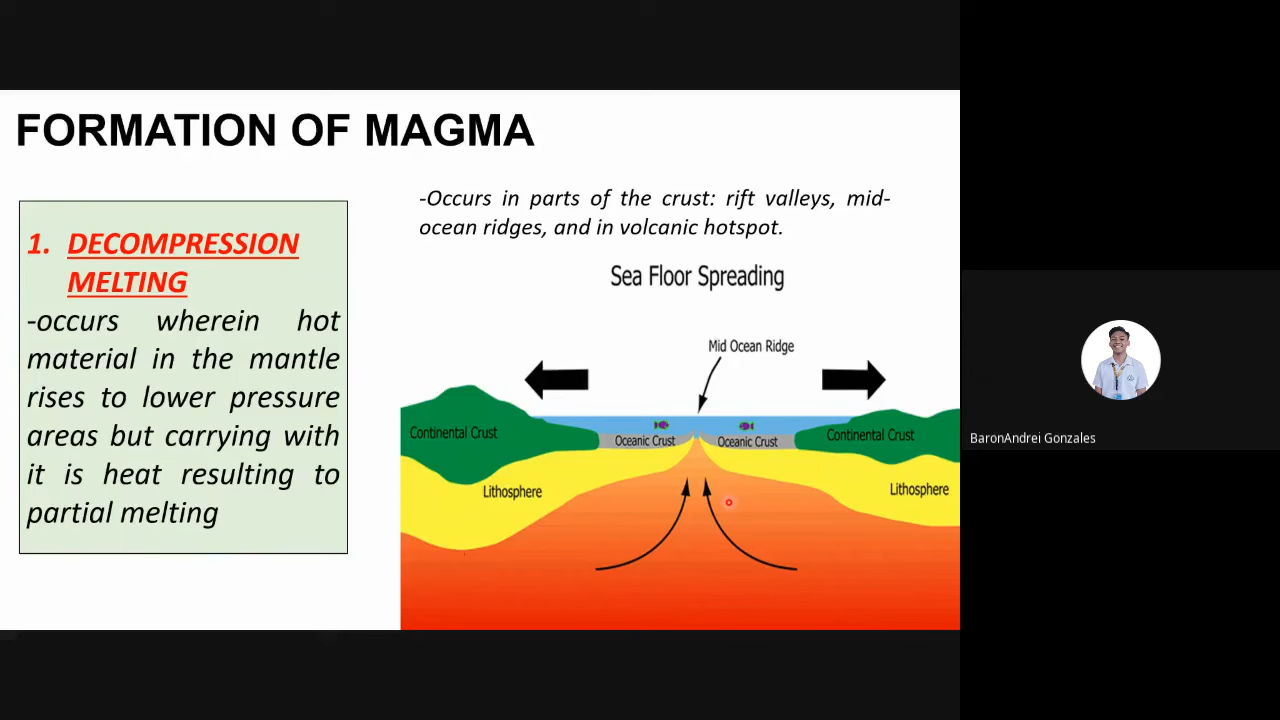 FORMATION OF MAGMA
1. DECOMPRESSION
MELTING
-occurs wherein hot
material in the mantle
rises to lower pressure
areas but carrying with
it is heat resulting to
partial melting
-Occurs in parts of the crust: rift valleys, mid-
ocean ridges, and in volcanic hotspot.
Sea Floor Spreading
Mid Ocean Ridge
Continental Crust
Oceanic Crust
Oceanic Crust
Continental Crust
Lithosphere
Lithosphere
BaronAndrei Gonzales